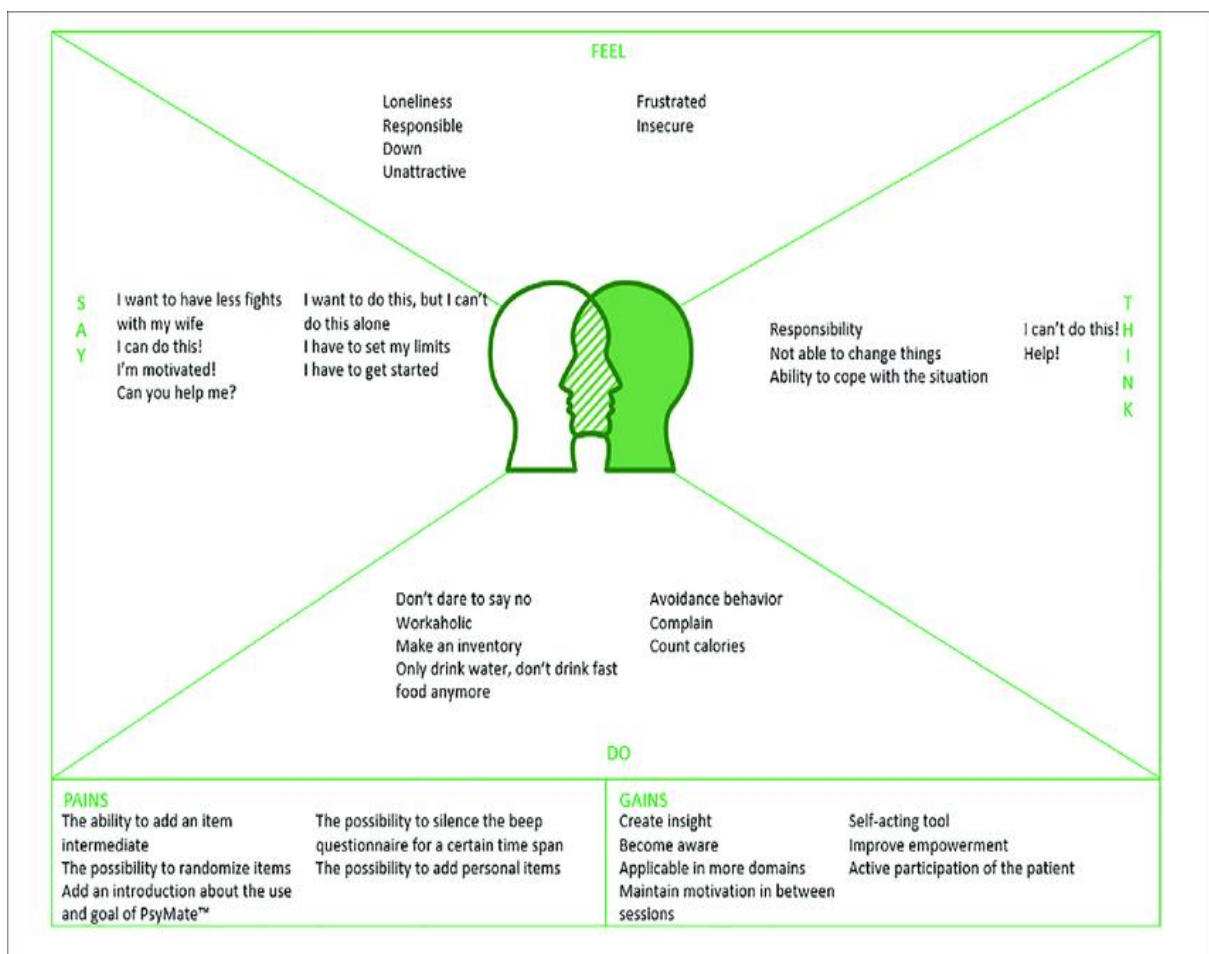 FEEL
Loneliness
Responsible
Down
Unattractive
Frustrated
Insecure
SAY
I want to have less fights
with my wife
I can do this!
I'm motivated!
Can you help me?
I want to do this, but I can't
do this alone
I have to set my limits
I have to get started
Responsibility
Not able to change things
Ability to cope with the situation
I can't do this!
Help!
THINK
Don't dare to say no
Workaholic
Make an inventory
Only drink water, don't drink fast
food anymore
Avoidance behavior
Complain
Count calories
DO
PAINS
The ability to add an item
intermediate
The possibility to randomize items
Add an introduction about the use
and goal of PsyMate™
The possibility to silence the beep
questionnaire for a certain time span
The possibility to add personal items
GAINS
Create insight
Become aware
Applicable in more domains
Maintain motivation in between
sessions
Self-acting tool
Improve empowerment
Active participation of the patient